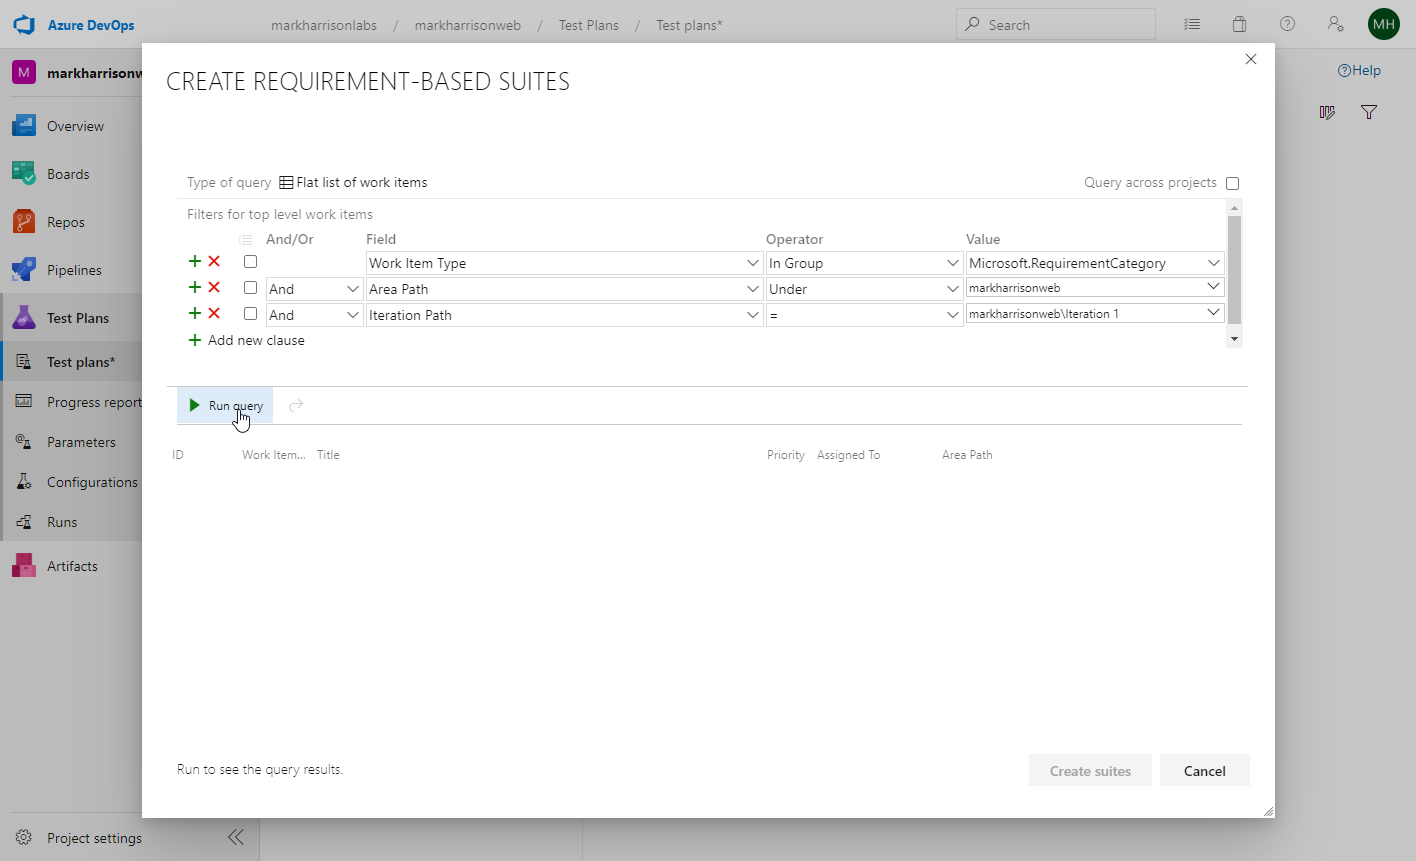 Azure DevOps
markharrisonlabs / markharrisonweb / Test Plans / Test plans*
Search
MH
M markharrisonw
Help
Overview
Boards
Repos
Pipelines
Test Plans
Test plans*
Progress report
Parameters
Configurations
Runs
Artifacts
Project settings
CREATE REQUIREMENT-BASED SUITES
Type of query Flat list of work items Query across projects
Filters for top level work items
And/Or Field Operator Value
Work Item Type In Group Microsoft.RequirementCategory
And Area Path Under markharrisonweb
And Iteration Path = markharrisonweb\Iteration 1
Add new clause
Run query
ID Work Item... Title Priority Assigned To Area Path
Run to see the query results.
Create suites Cancel